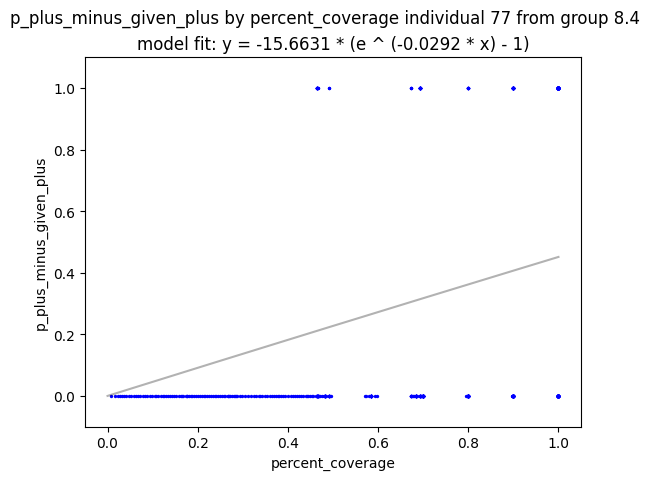 p_plus_minus_given_plus by percent_coverage individual 77 from group 8.4
model fit: y = -15.6631 * (e ^ (-0.0292 * x) - 1)
1.0
0.8
0.6
0.4
0.2
0.0
p_plus_minus_given_plus
0.0 0.2 0.4 0.6 0.8 1.0
percent_coverage